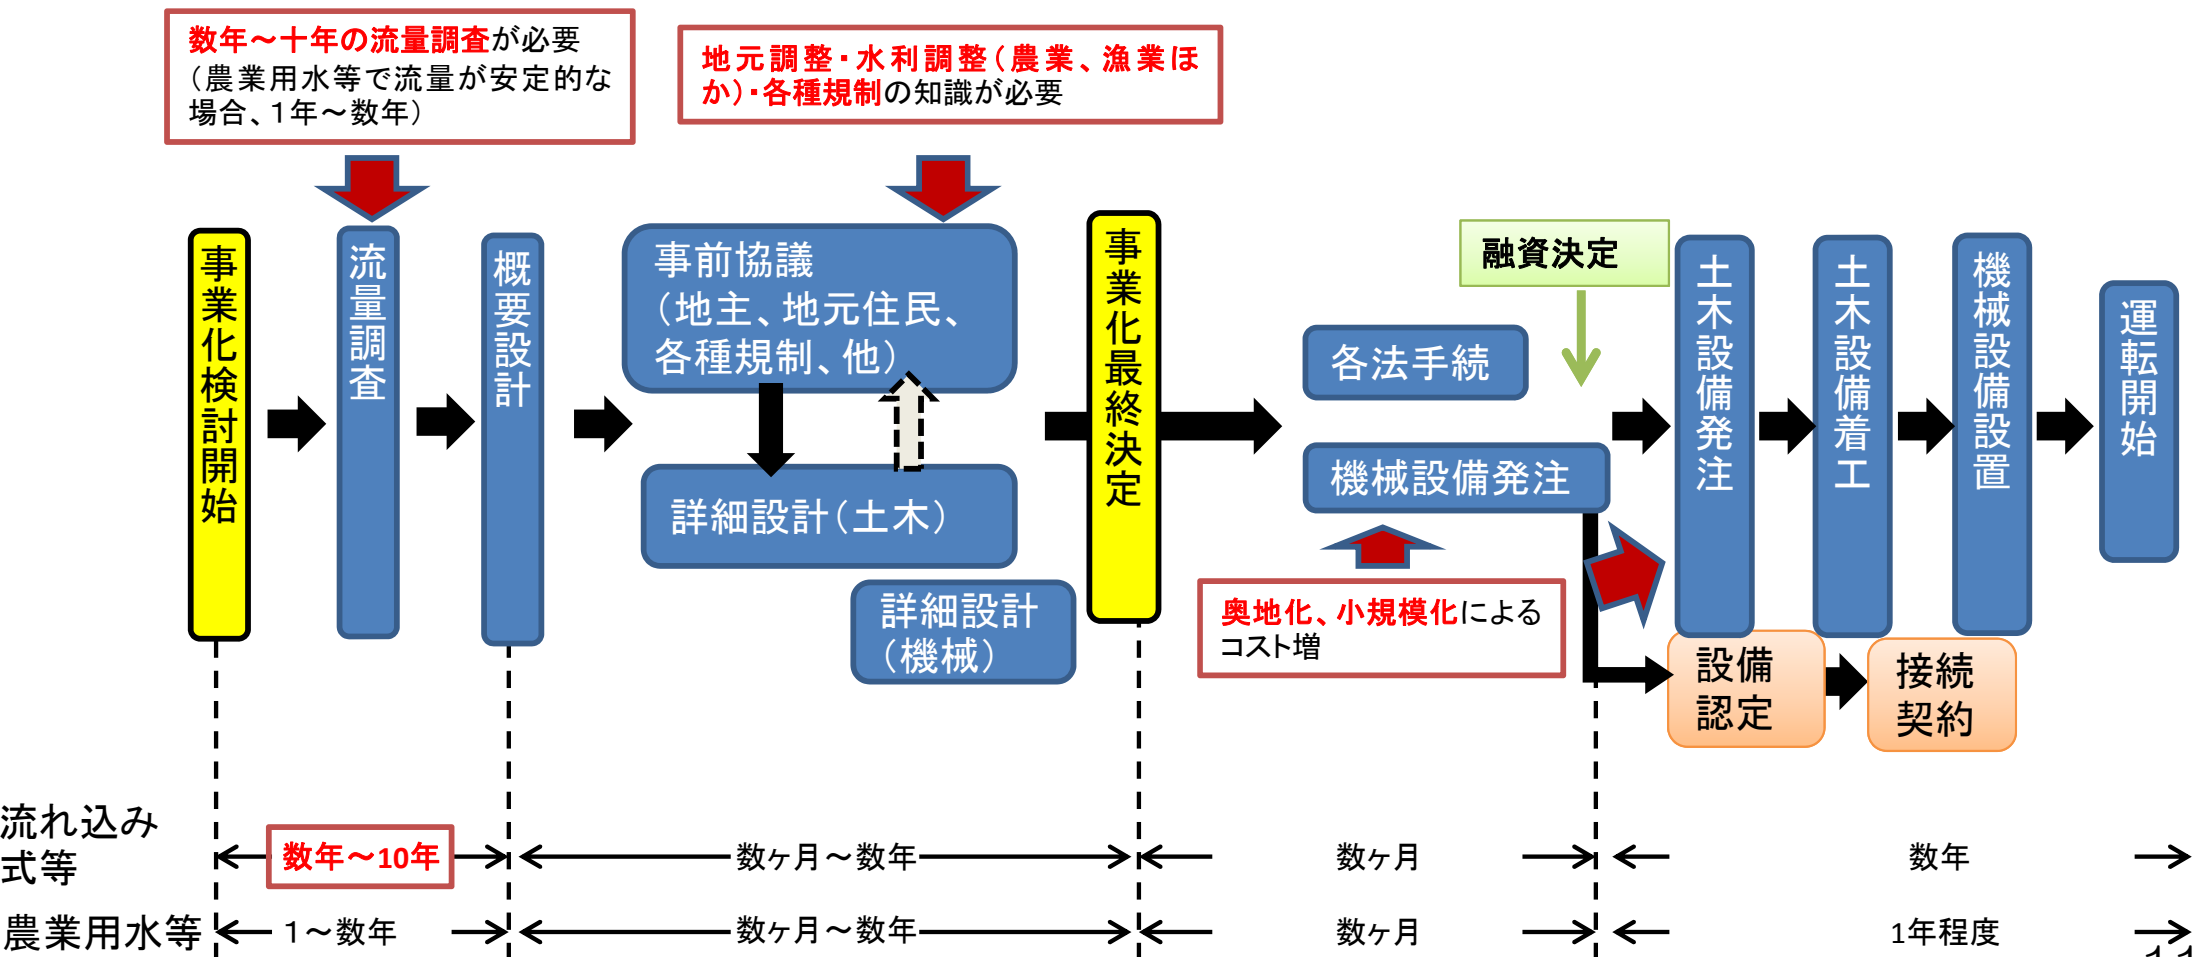 数年～十年の流量調査が必要
（農業用水等で流量が安定的な
場合、1年～数年）
地元調整・水利調整（農業、漁業ほ
か）・各種規制の知識が必要
事業化検討開始
流量調査
概要設計
事前協議
（地主、地元住民、
各種規制、他）
詳細設計（土木）
詳細設計
（機械）
事業化最終決定
各法手続
機械設備発注
融資決定
奥地化、小規模化による
コスト増
土木設備発注
土木設備着工
機械設備設置
運転開始
設備
認定
接続
契約
流れ込み
式等
数年～10年
数ヶ月～数年
数ヶ月
数年
農業用水等
1～数年
数ヶ月～数年
数ヶ月
1年程度